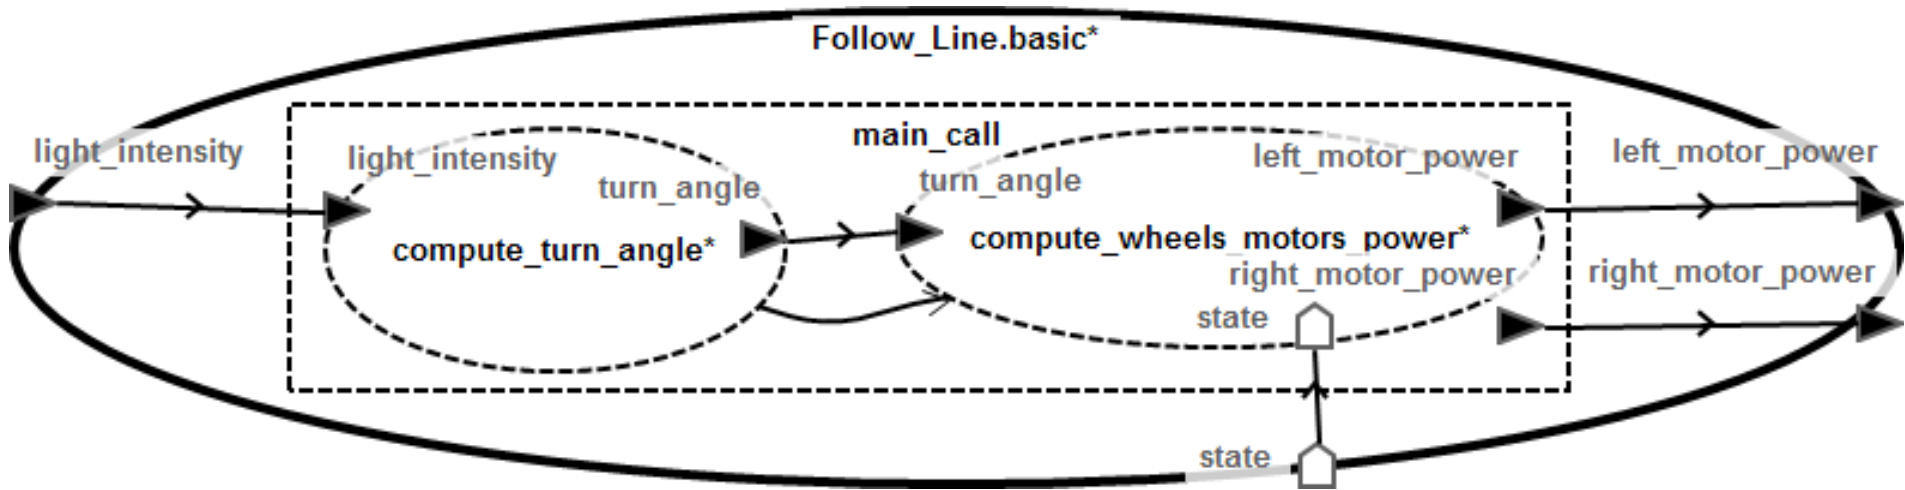 Follow_Line.basic*
main_call
light_intensity
light_intensity
turn_angle
turn_angle
left_motor_power
left_motor_power
compute_turn_angle*
compute_wheels_motors_power*
right_motor_power
right_motor_power
state
state